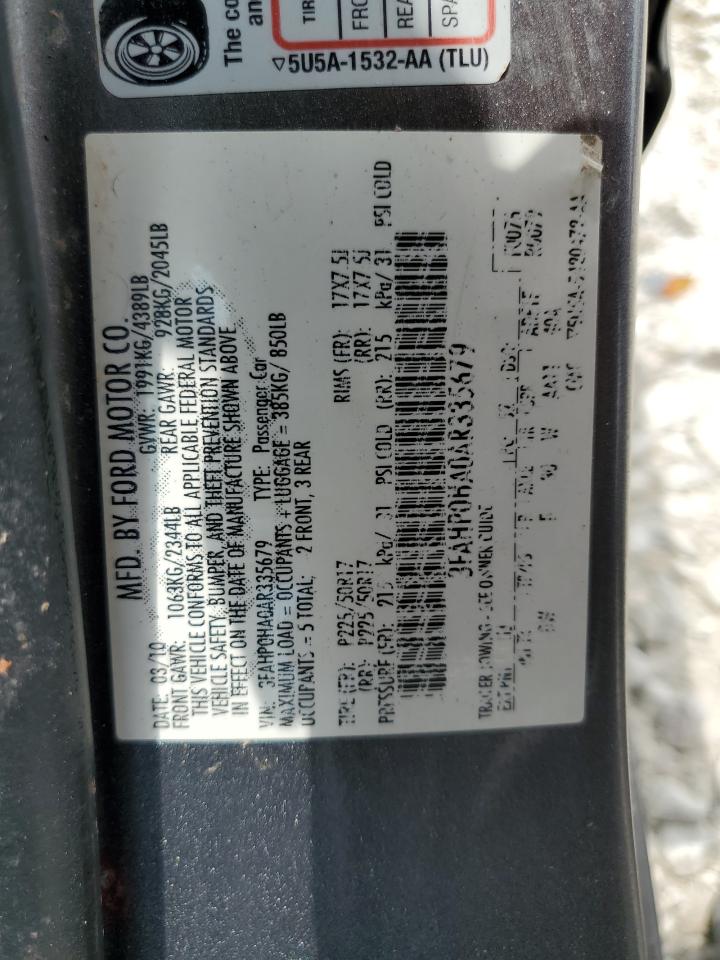 The co
an
TIR
FRO
REA
SPA
▽5U5A-1532-AA (TLU)
MFD. BY FORD MOTOR CO.
DATE: 03/10 GVWR: 1991KG/4389LB
FRONT GAWR: 1063KG/2344LB REAR GAWR: 928KG/2045LB
THIS VEHICLE CONFORMS TO ALL APPLICABLE FEDERAL MOTOR
VEHICLE SAFETY, BUMPER, AND THEFT PREVENTION STANDARDS
IN EFFECT ON THE DATE OF MANUFACTURE SHOWN ABOVE
VIN: 3FAHP0HA0AR335679 TYPE: Passenger Car
MAXIMUM LOAD = OCCUPANTS + LUGGAGE = 385KG/ 850LB
OCCUPANTS = 5 TOTAL; 2 FRONT, 3 REAR
TIRE (FR): P225/50R17 RIMS (FR): 17X7.5J
(RR): P225/50R17 (RR): 17X7.5J
PRESSURE (FR): 215 kPa/ 31 PSI COLD (RR): 215 kPa/ 31 PSI COLD
3FAHP0HA0AR335679
TRAILER TOWING - SEE OWNER GUIDE